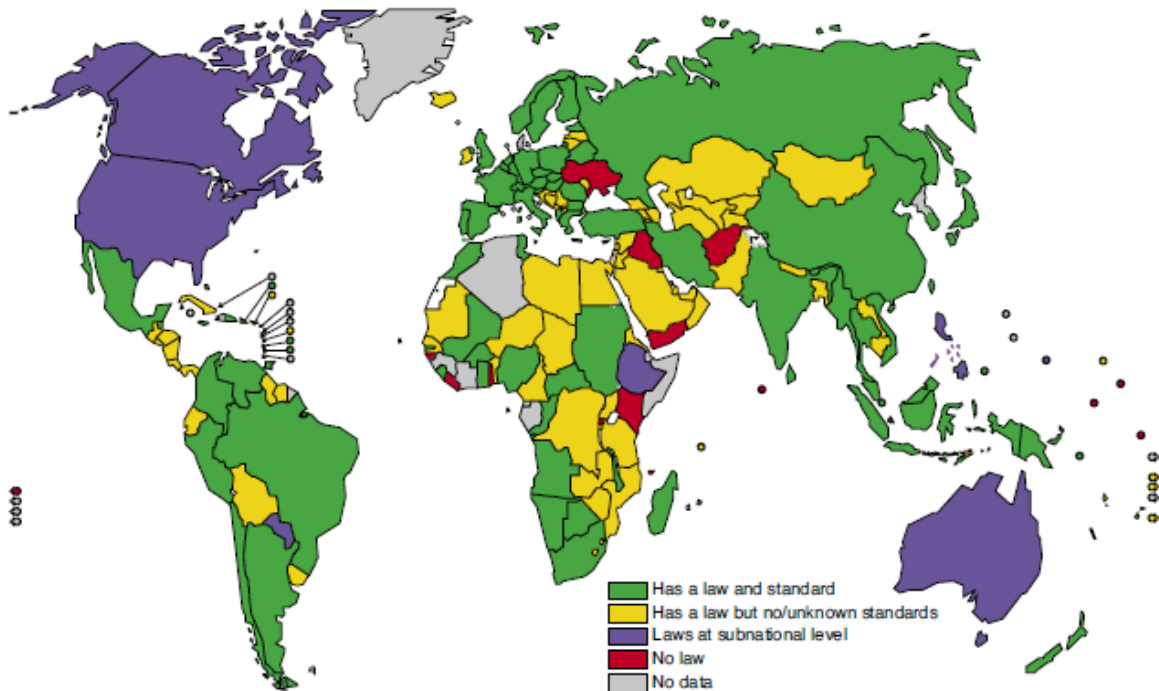 Has a law and standard
Has a law but no/unknown standards
Laws at subnational level
No law
No data